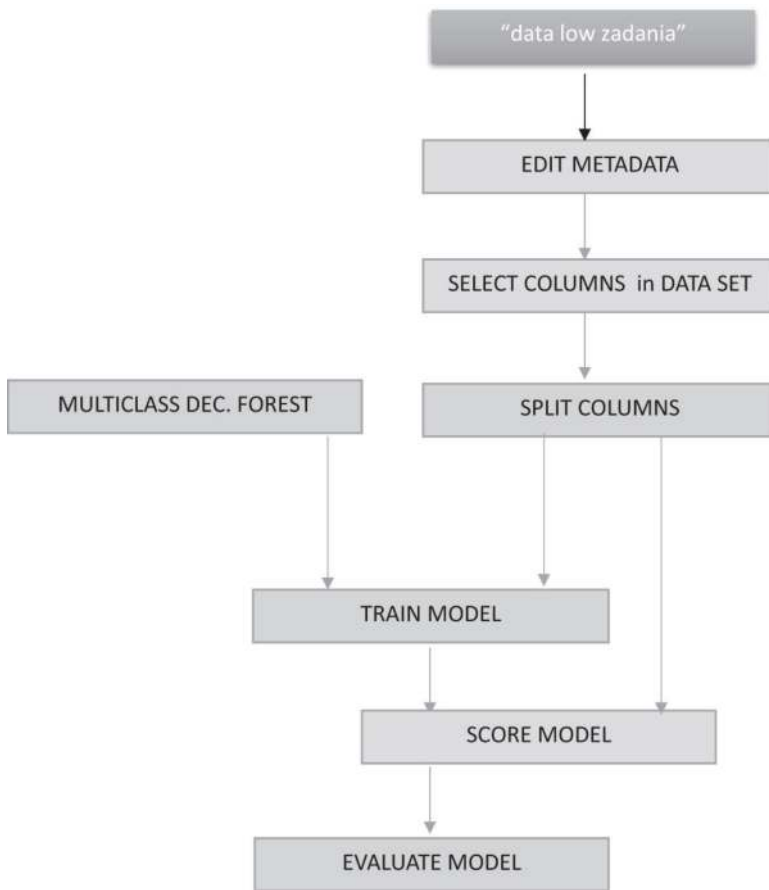 “data low zadania”
EDIT METADATA
SELECT COLUMNS in DATA SET
MULTICLASS DEC. FOREST
SPLIT COLUMNS
TRAIN MODEL
SCORE MODEL
EVALUATE MODEL